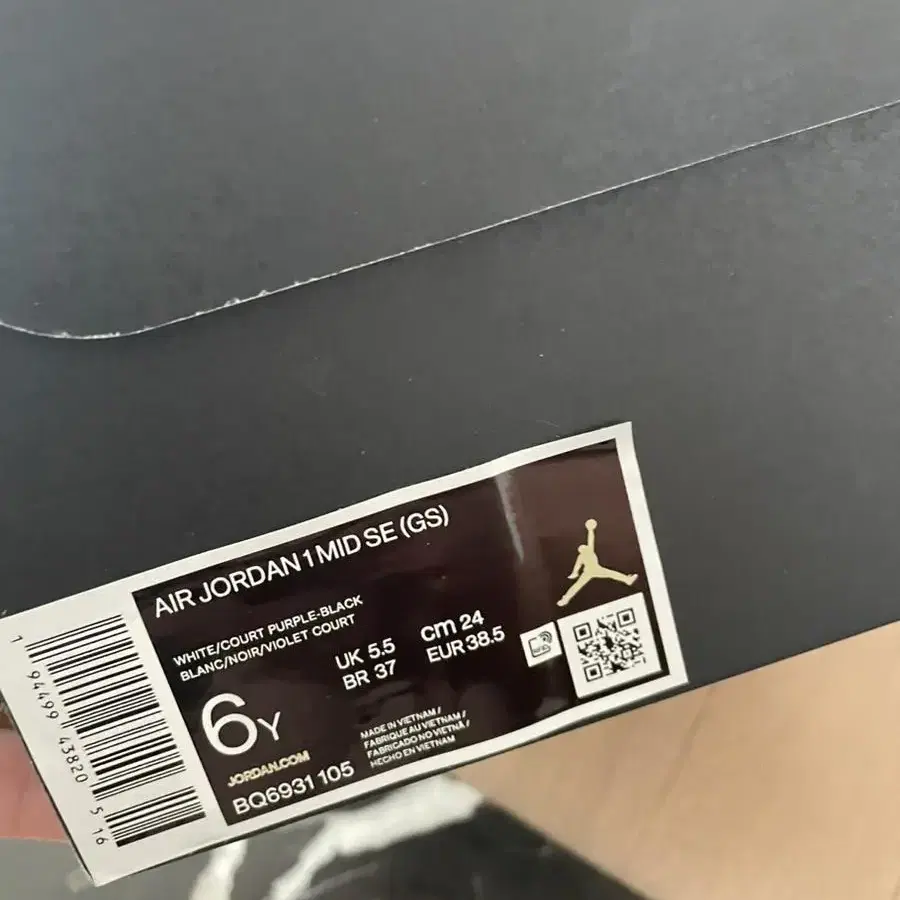 AIR JORDAN 1 MID SE (GS)
WHITE/COURT PURPLE-BLACK
BLANC/NOIR/VIOLET COURT
6Y
UK 5.5
BR 37
cm 24
EUR 38.5
JORDAN.COM
BQ6931 105
MADE IN VIETNAM /
FABRIQUE AU VIETNAM /
FABRICADO NO VIETNA /
HECHO EN VIETNAM
1 94499 43820 5 16